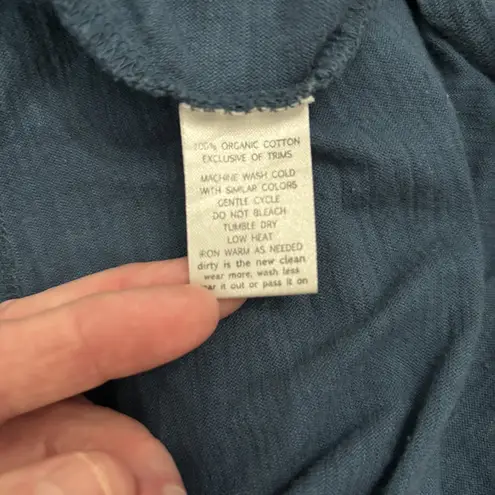 100% ORGANIC COTTON
EXCLUSIVE OF TRIMS
MACHINE WASH COLD
WITH SIMILAR COLORS
GENTLE CYCLE
DO NOT BLEACH
TUMBLE DRY
LOW HEAT
IRON WARM AS NEEDED
dirty is the new clean
wear more, wash less
it out or pass it on